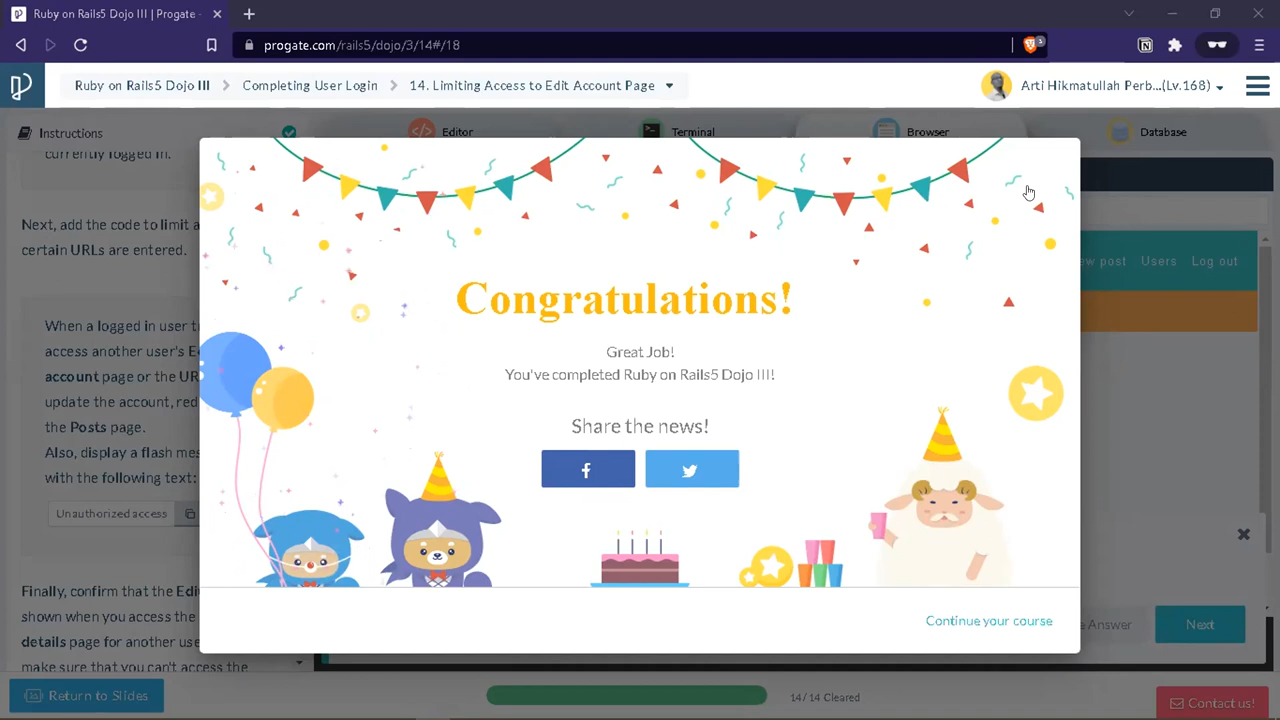 Ruby on Rails5 Dojo III | Progate -
progate.com/rails5/dojo/3/14#/18
3
Ruby on Rails5 Dojo III
Completing User Login
14. Limiting Access to Edit Account Page
Arti Hikmatullah Perb...(Lv.168)
Instructions
Editor
Terminal
Browser
Database
currently logged in.
Next, add the code to limit a
certain URLs are entered.
ew post Users Log out
When a logged in user t
access another user's E
account page or the UR
update the account, red
the Posts page.
Also, display a flash me
with the following text:
Unauthorized access
Finally, confirm that the Edi
shown when you access the
details page for another use
make sure that you can't access the
Congratulations!
Great Job!
You've completed Ruby on Rails5 Dojo III!
Share the news!
Continue your course
e Answer
Next
Return to Slides
14/14 Cleared
Contact us!